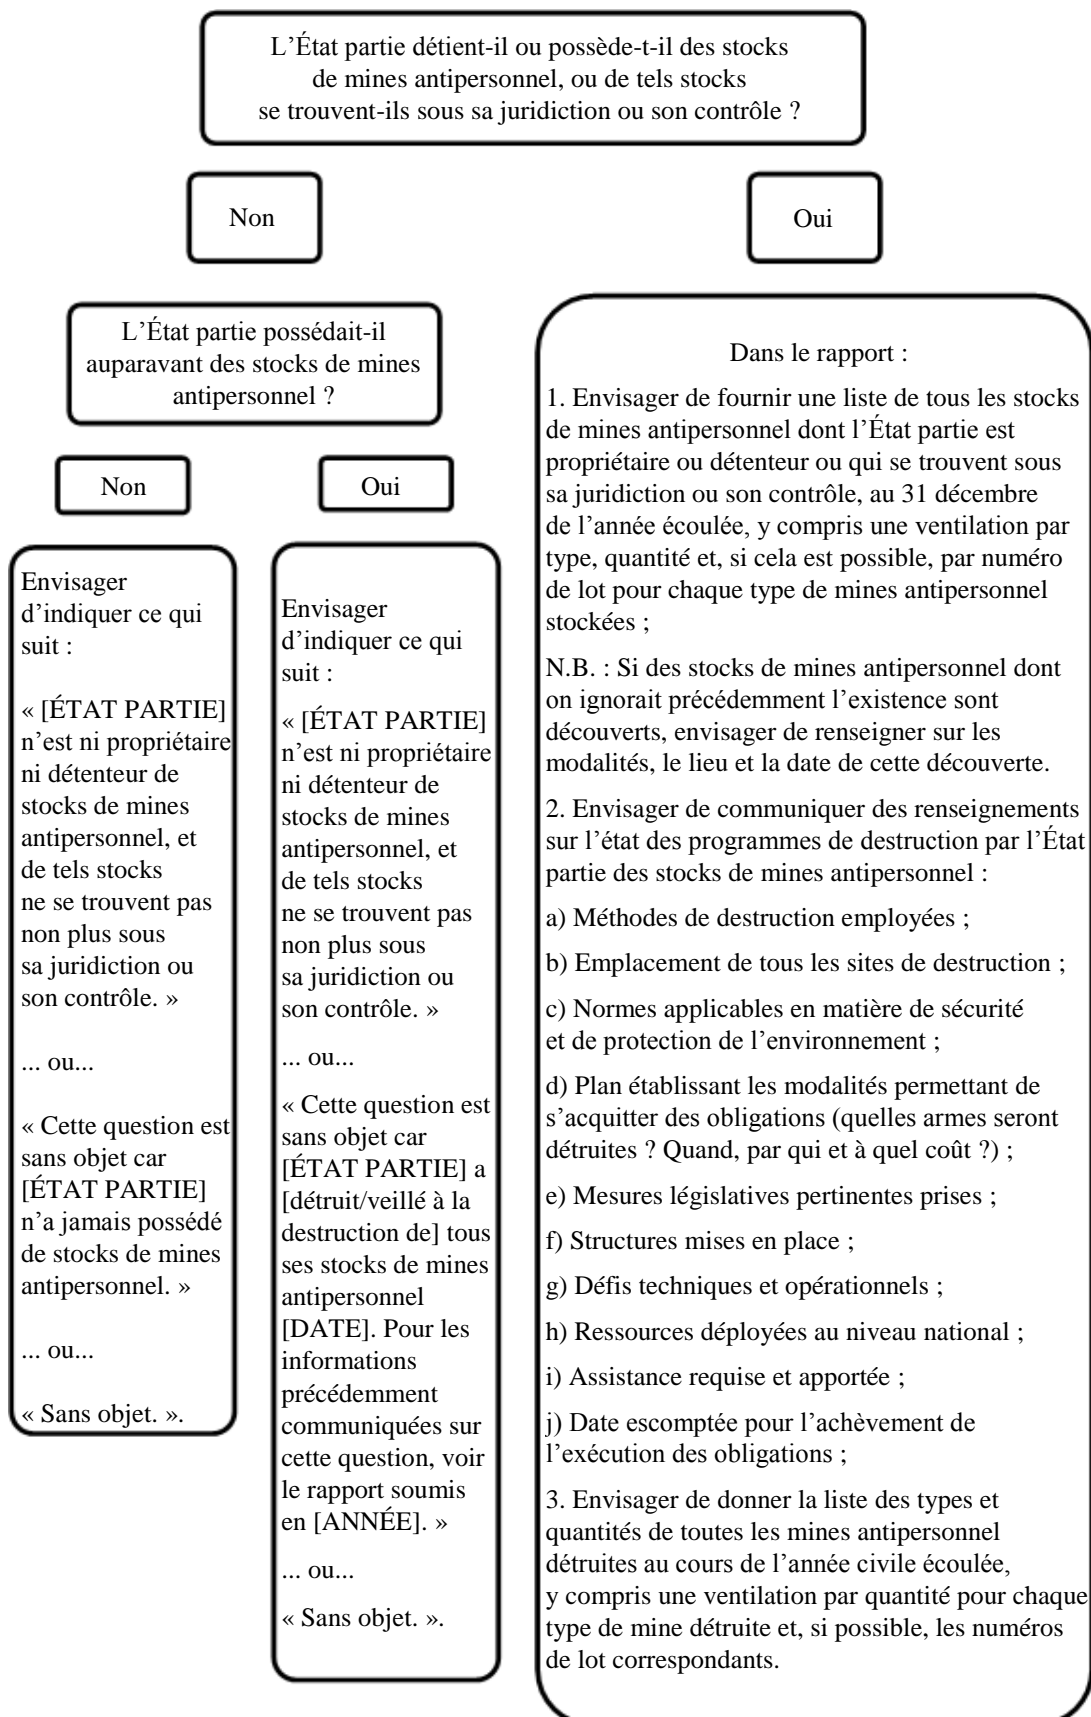 L’État partie détient-il ou possède-t-il des stocks
de mines antipersonnel, ou de tels stocks
se trouvent-ils sous sa juridiction ou son contrôle ?
Non
Oui
L’État partie possédait-il
auparavant des stocks de mines
antipersonnel ?
Non
Oui
Envisager
d’indiquer ce qui
suit :
« [ÉTAT PARTIE]
n’est ni propriétaire
ni détenteur de
stocks de mines
antipersonnel, et
de tels stocks
ne se trouvent pas
non plus sous
sa juridiction ou
son contrôle. »
... ou...
« Cette question est
sans objet car
[ÉTAT PARTIE]
n’a jamais possédé
de stocks de mines
antipersonnel. »
... ou...
« Sans objet. ».
Envisager
d’indiquer ce qui
suit :
« [ÉTAT PARTIE]
n’est ni propriétaire
ni détenteur de
stocks de mines
antipersonnel, et
de tels stocks
ne se trouvent pas
non plus sous
sa juridiction ou
son contrôle. »
... ou...
« Cette question est
sans objet car
[ÉTAT PARTIE] a
[détruit/veillé à la
destruction de] tous
ses stocks de mines
antipersonnel
[DATE]. Pour les
informations
précédemment
communiquées sur
cette question, voir
le rapport soumis
en [ANNÉE]. »
... ou...
« Sans objet. ».
Dans le rapport :
1. Envisager de fournir une liste de tous les stocks
de mines antipersonnel dont l’État partie est
propriétaire ou détenteur ou qui se trouvent sous
sa juridiction ou son contrôle, au 31 décembre
de l’année écoulée, y compris une ventilation par
type, quantité et, si cela est possible, par numéro
de lot pour chaque type de mines antipersonnel
stockées ;
N.B. : Si des stocks de mines antipersonnel dont
on ignorait précédemment l’existence sont
découverts, envisager de renseigner sur les
modalités, le lieu et la date de cette découverte.
2. Envisager de communiquer des renseignements
sur l’état des programmes de destruction par l’État
partie des stocks de mines antipersonnel :
a) Méthodes de destruction employées ;
b) Emplacement de tous les sites de destruction ;
c) Normes applicables en matière de sécurité
et de protection de l’environnement ;
d) Plan établissant les modalités permettant de
s’acquitter des obligations (quelles armes seront
détruites ? Quand, par qui et à quel coût ?) ;
e) Mesures législatives pertinentes prises ;
f) Structures mises en place ;
g) Défis techniques et opérationnels ;
h) Ressources déployées au niveau national ;
i) Assistance requise et apportée ;
j) Date escomptée pour l’achèvement de
l’exécution des obligations ;
3. Envisager de donner la liste des types et
quantités de toutes les mines antipersonnel
détruites au cours de l’année civile écoulée,
y compris une ventilation par quantité pour chaque
type de mine détruite et, si possible, les numéros
de lot correspondants.